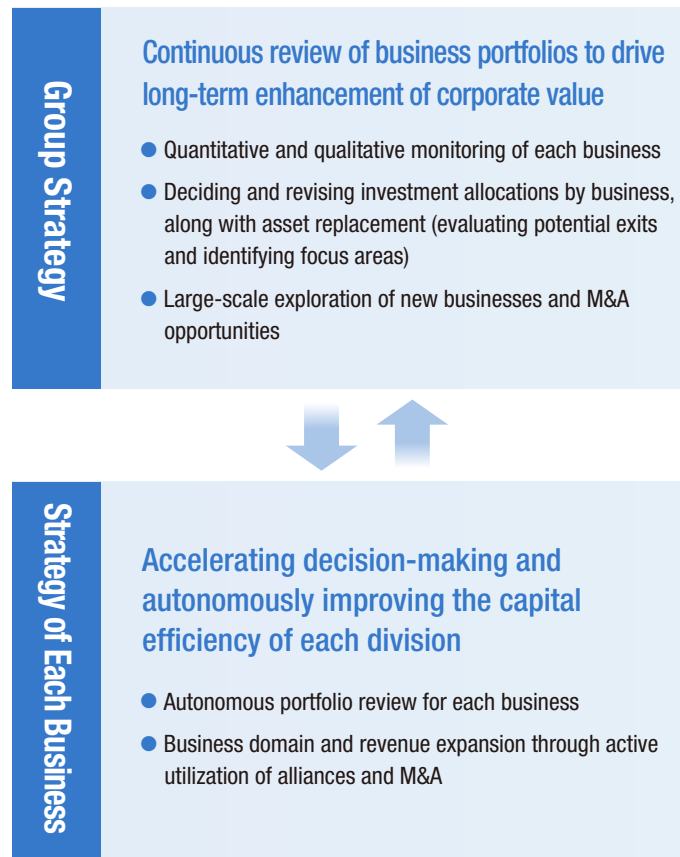 Group Strategy
Continuous review of business portfolios to drive
long-term enhancement of corporate value
● Quantitative and qualitative monitoring of each business
● Deciding and revising investment allocations by business,
along with asset replacement (evaluating potential exits
and identifying focus areas)
● Large-scale exploration of new businesses and M&A
opportunities
Strategy of Each Business
Accelerating decision-making and
autonomously improving the capital
efficiency of each division
● Autonomous portfolio review for each business
● Business domain and revenue expansion through active
utilization of alliances and M&A